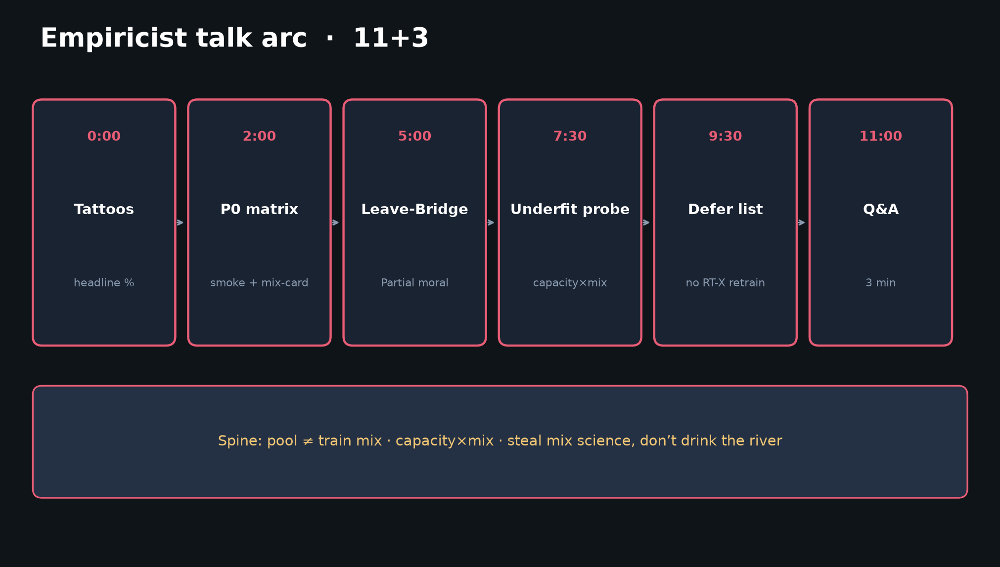 Empiricist talk arc · 11+3
0:00
Tattoos
headline %
2:00
P0 matrix
smoke + mix-card
5:00
Leave-Bridge
Partial moral
7:30
Underfit probe
capacity×mix
9:30
Defer list
no RT-X retrain
11:00
Q&A
3 min
Spine: pool ≠ train mix · capacity×mix · steal mix science, don’t drink the river